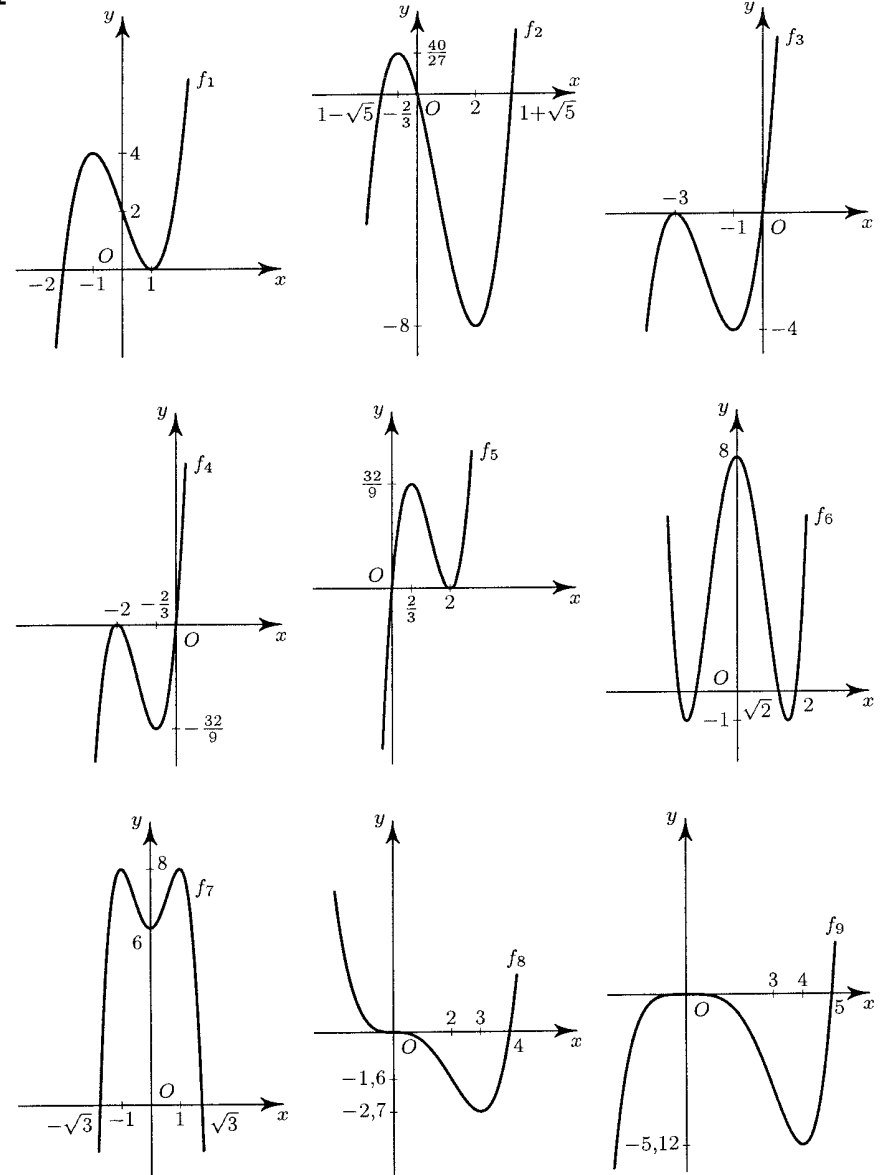 y
f₁
4
2
O
−2
−1
1
x
y
f₂
40/27
x
1−√5
−2/3
O
2
1+√5
−8
y
f₃
−3
−1
O
x
−4
y
f₄
−2
−2/3
O
x
−32/9
y
f₅
32/9
O
2/3
2
x
y
8
f₆
O
−1
√2
2
x
y
8
f₇
6
O
−√3
−1
1
√3
x
y
f₈
2
3
O
4
x
−1,6
−2,7
y
f₉
3
4
O
5
x
−5,12